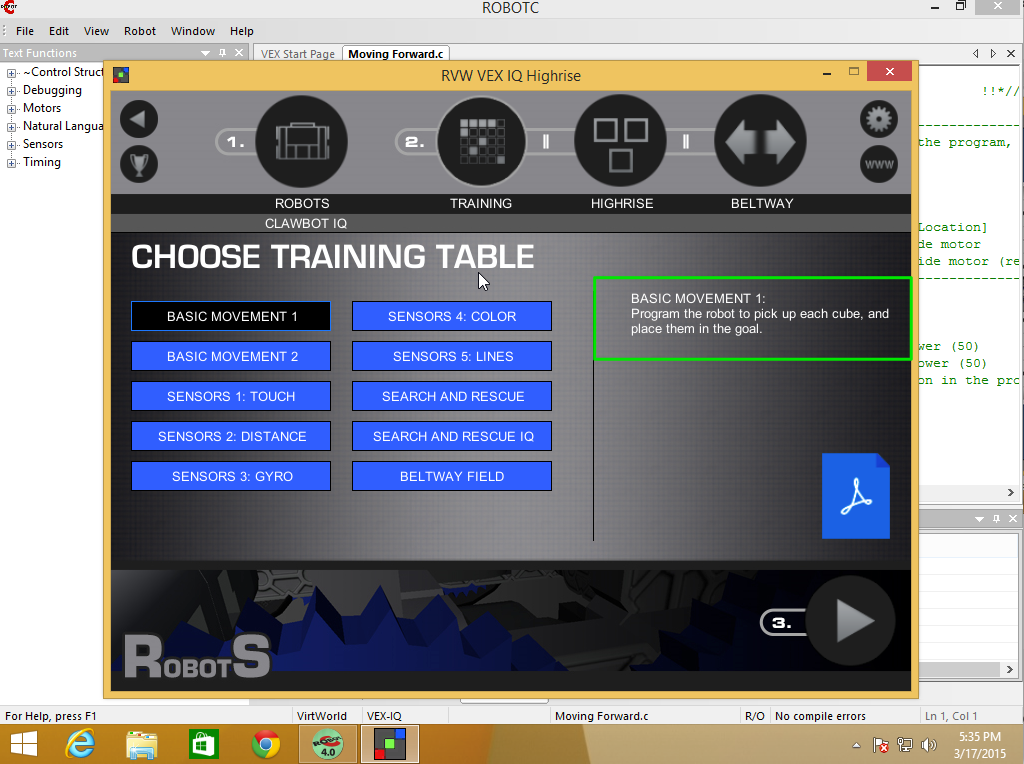 ROBOTC
File Edit View Robot Window Help
Text Functions
VEX Start Page Moving Forward.c
~Control Struct
Debugging
Motors
Natural Langua
Sensors
Timing
RVW VEX IQ Highrise
1.
2.
WWW
ROBOTS TRAINING HIGHRISE BELTWAY
CLAWBOT IQ
CHOOSE TRAINING TABLE
BASIC MOVEMENT 1
BASIC MOVEMENT 2
SENSORS 1: TOUCH
SENSORS 2: DISTANCE
SENSORS 3: GYRO
SENSORS 4: COLOR
SENSORS 5: LINES
SEARCH AND RESCUE
SEARCH AND RESCUE IQ
BELTWAY FIELD
BASIC MOVEMENT 1:
Program the robot to pick up each cube, and
place them in the goal.
3.
ROBOTS
!!*//
the program,
Location]
de motor
ide motor (re
wer (50)
ower (50)
on in the pro
For Help, press F1 VirtWorld VEX-IQ Moving Forward.c R/O No compile errors Ln 1, Col 1
4.0
5:35 PM
3/17/2015